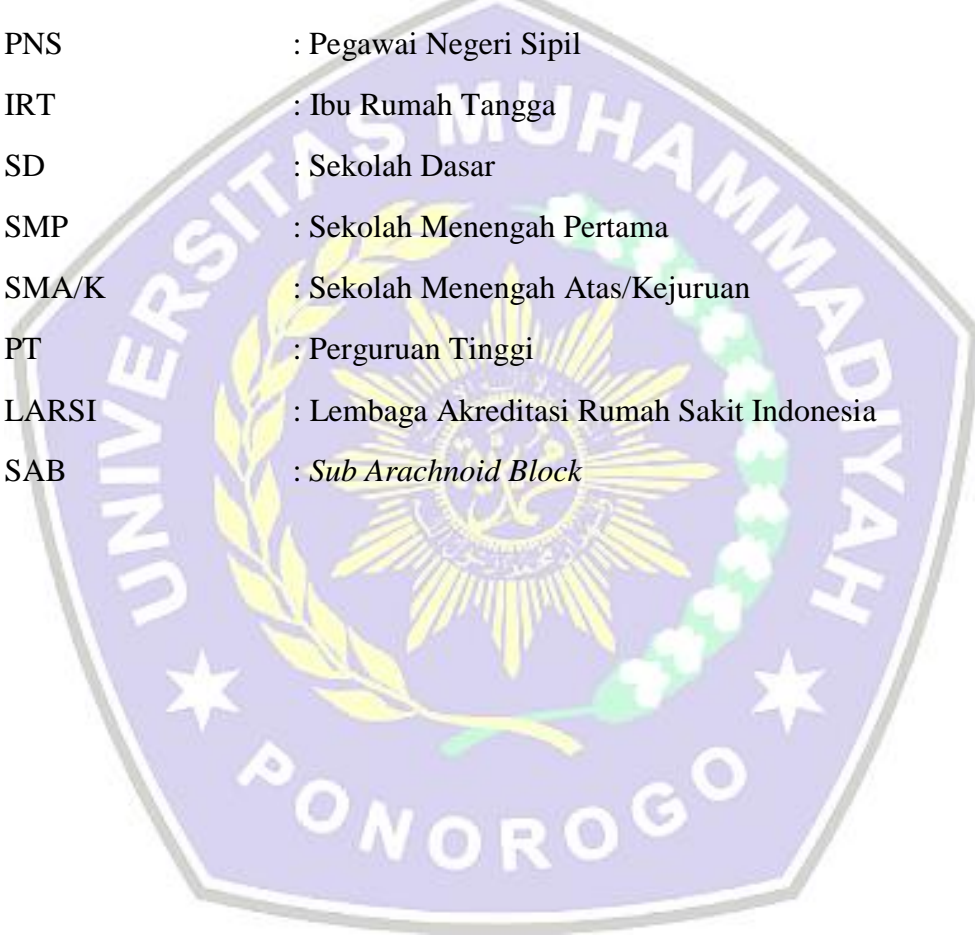 PNS : Pegawai Negeri Sipil
IRT : Ibu Rumah Tangga
SD : Sekolah Dasar
SMP : Sekolah Menengah Pertama
SMA/K : Sekolah Menengah Atas/Kejuruan
PT : Perguruan Tinggi
LARSI : Lembaga Akreditasi Rumah Sakit Indonesia
SAB : Sub Arachnoid Block
UNIVERSITAS MUHAMMADIYAH
PONOROGO